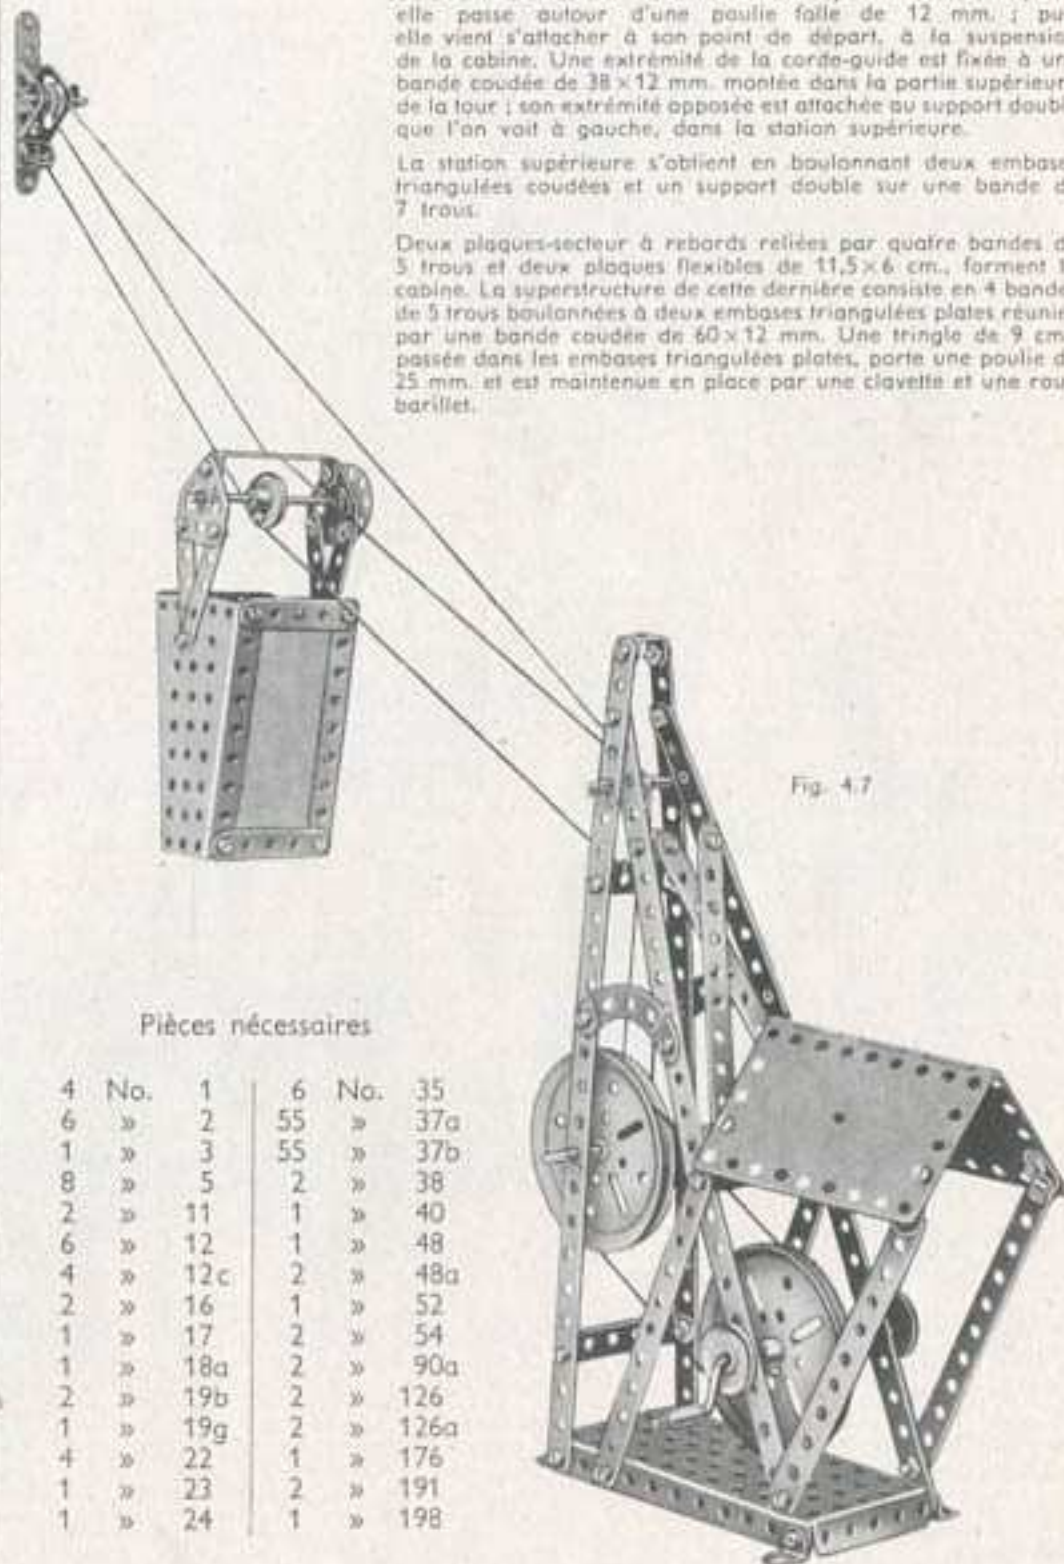 elle passe autour d'une poulie folle de 12 mm. ;
elle vient s'attacher à son point de départ, à la
de la cabine. Une extrémité de la corde-guide est fixée à
bande coudée de 38×12 mm. montée dans la partie
de la tour ; son extrémité opposée est attachée au support
que l'on voit à gauche, dans la station supérieure.
La station supérieure s'obtient en boulonnant deux
triangulées coudées et un support double sur une bande
7 trous.
Deux plaques-secteur à rebords reliées par quatre bandes
5 trous et deux plaques flexibles de 11,5×6 cm., forment
cabine. La superstructure de cette dernière consiste en 4
de 5 trous boulonnées à deux embases triangulées plates
par une bande coudée de 60×12 mm. Une tringle de 9
passée dans les embases triangulées plates, porte une poulie
25 mm. et est maintenue en place par une clavette et une
barillet.
Fig. 4.7
Pièces nécessaires
4 No. 1 6 No. 35
6 » 2 55 » 37a
1 » 3 55 » 37b
8 » 5 2 » 38
2 » 11 1 » 40
6 » 12 1 » 48
4 » 12c 2 » 48a
2 » 16 1 » 52
1 » 17 2 » 54
1 » 18a 2 » 90a
2 » 19b 2 » 126
1 » 19g 2 » 126a
4 » 22 1 » 176
1 » 23 2 » 191
1 » 24 1 » 198